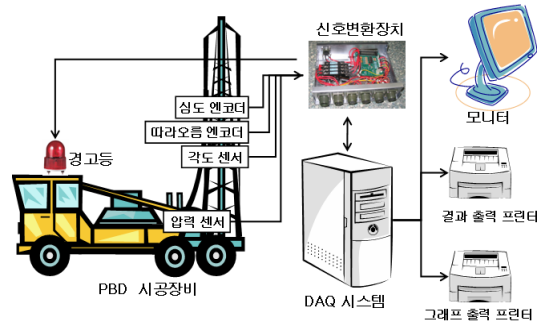 신호변환장치
심도 엔코더
따라오름 엔코더
각도 센서
경고등
압력 센서
모니터
결과 출력 프린터
PBD 시공장비
DAQ 시스템
그래프 출력 프린터